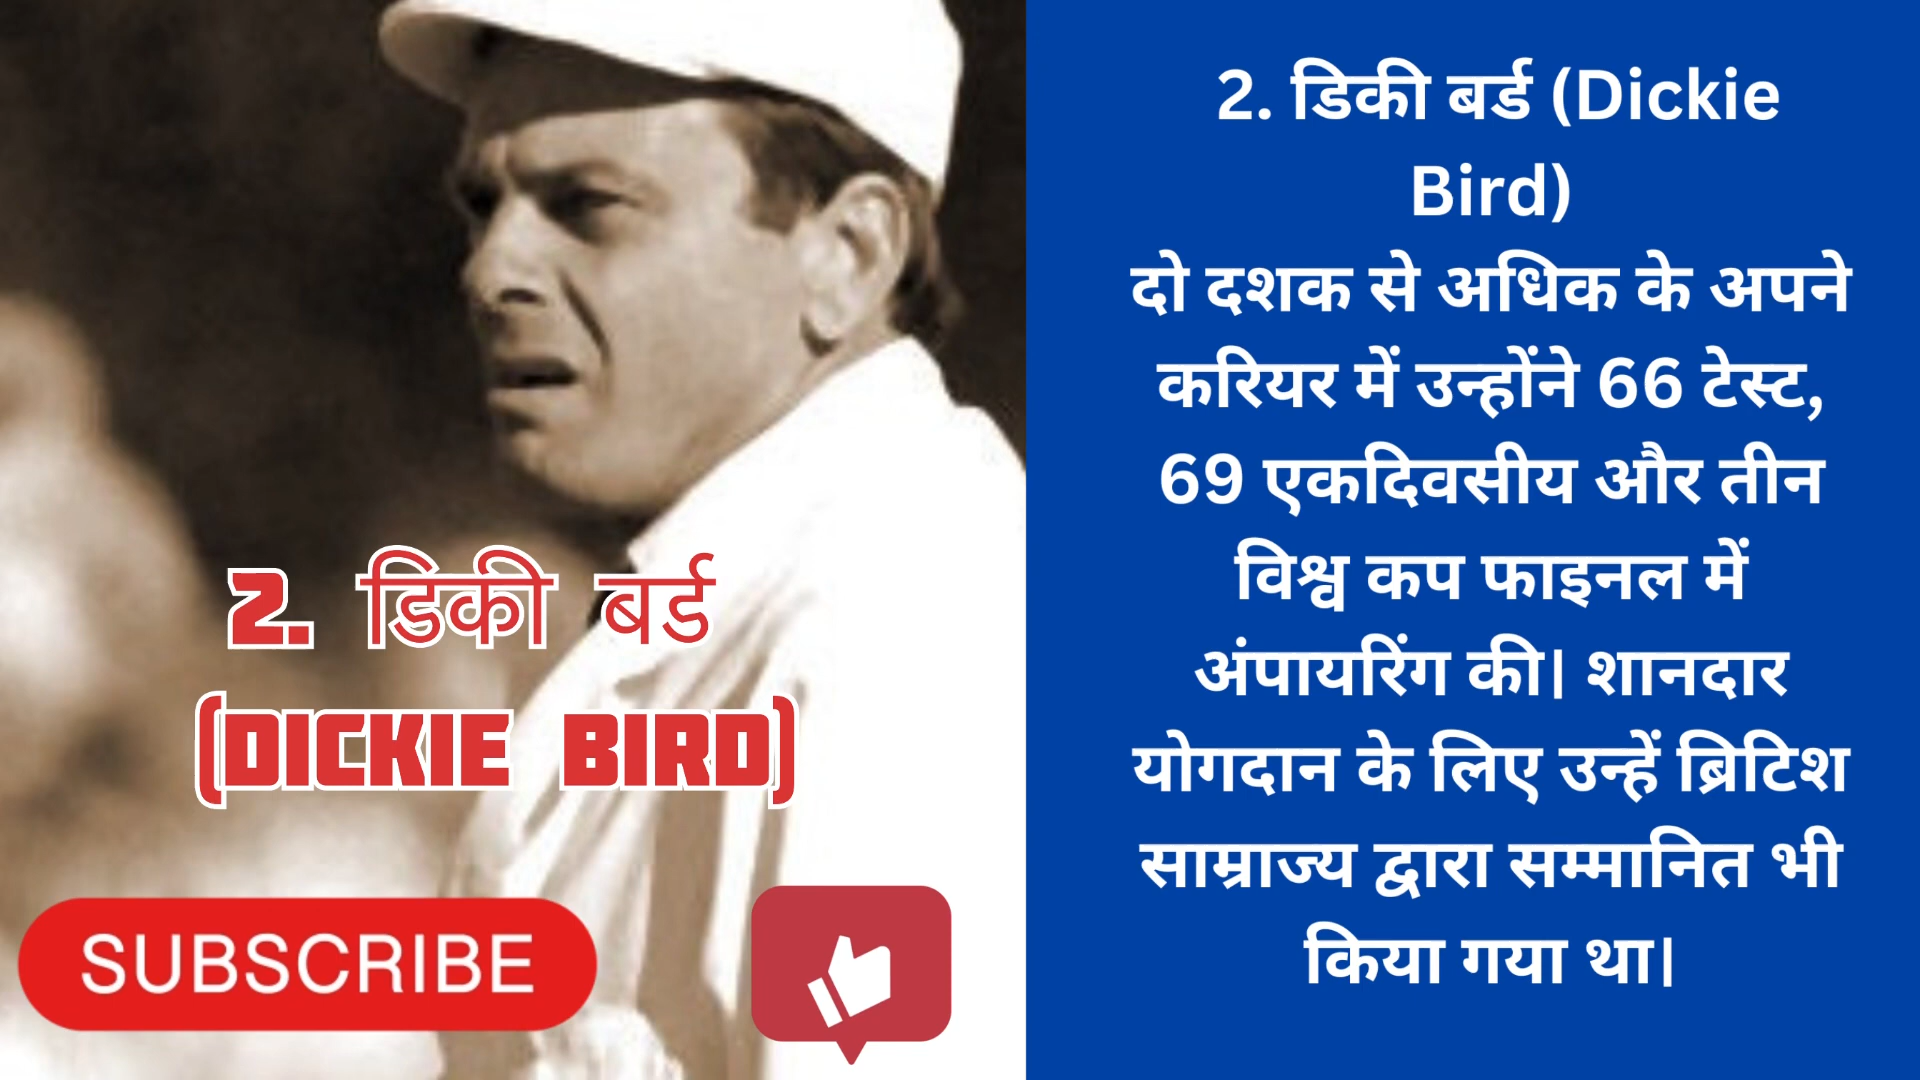 2. डिकी बर्ड
(DICKIE BIRD)
SUBSCRIBE
2. डिकी बर्ड (Dickie
Bird)
दो दशक से अधिक के अपने
करियर में उन्होंने 66 टेस्ट,
69 एकदिवसीय और तीन
विश्व कप फाइनल में
अंपायरिंग की। शानदार
योगदान के लिए उन्हें ब्रिटिश
साम्राज्य द्वारा सम्मानित भी
किया गया था।